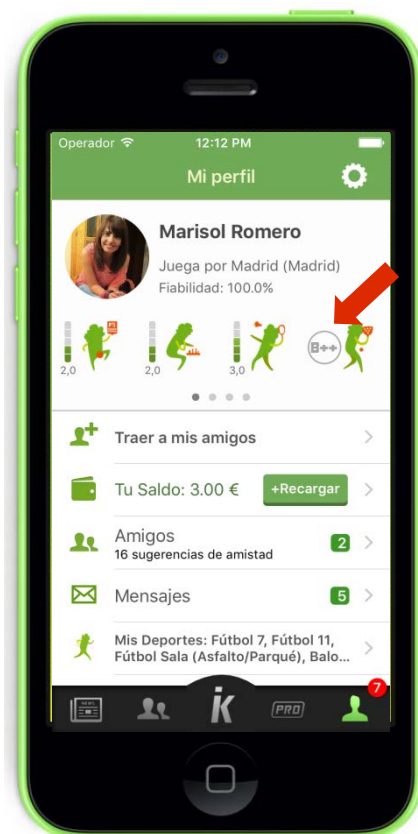 Operador 12:12 PM
Mi perfil
Marisol Romero
Juega por Madrid (Madrid)
Fiabilidad: 100.0%
B++
2,0 2,0 3,0
Traer a mis amigos
Tu Saldo: 3.00 € +Recargar
Amigos
16 sugerencias de amistad
2
Mensajes 5
Mis Deportes: Fútbol 7, Fútbol 11,
Fútbol Sala (Asfalto/Parqué), Balo...
NEWS ik PRO 7